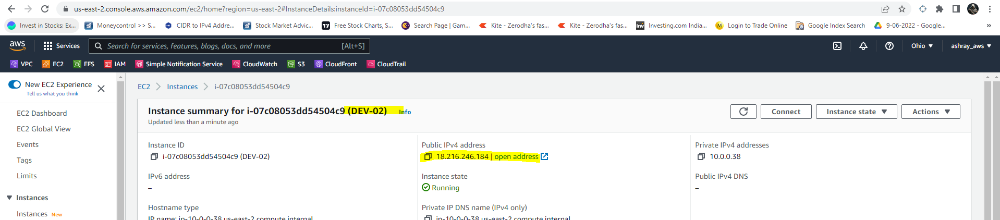 us-east-2.console.aws.amazon.com/ec2/home?region=us-east-2#InstanceDetails:instanceId=i-07c08053dd54504c9
Invest in Stocks: Ex... Moneycontrol >> S... CIDR to IPv4 Addre... Stock Market Advic... Free Stock Charts, S... Search Page | Gam... Kite - Zerodha's fas... Kite - Zerodha's fas... Investing.com India... Login to Trade Online Google Index Search 9-06-2022 - Google... »
aws Services Search for services, features, blogs, docs, and more [Alt+S] Ohio ashray_aws
VPC EC2 EFS IAM Simple Notification Service CloudWatch S3 CloudFront CloudTrail
New EC2 Experience
Tell us what you think
EC2 Dashboard
EC2 Global View
Events
Tags
Limits
Instances
Instances New
EC2 Instances i-07c08053dd54504c9
Instance summary for i-07c08053dd54504c9 (DEV-02) Info
Updated less than a minute ago
Connect Instance state Actions
Instance ID
i-07c08053dd54504c9 (DEV-02)
Public IPv4 address
18.216.246.184 | open address
Private IPv4 addresses
10.0.0.38
IPv6 address
–
Instance state
Running
Public IPv4 DNS
–
Hostname type
IP name: ip-10-0-0-38.us-east-2.compute.internal
Private IP DNS name (IPv4 only)
ip-10-0-0-38.us-east-2.compute.internal